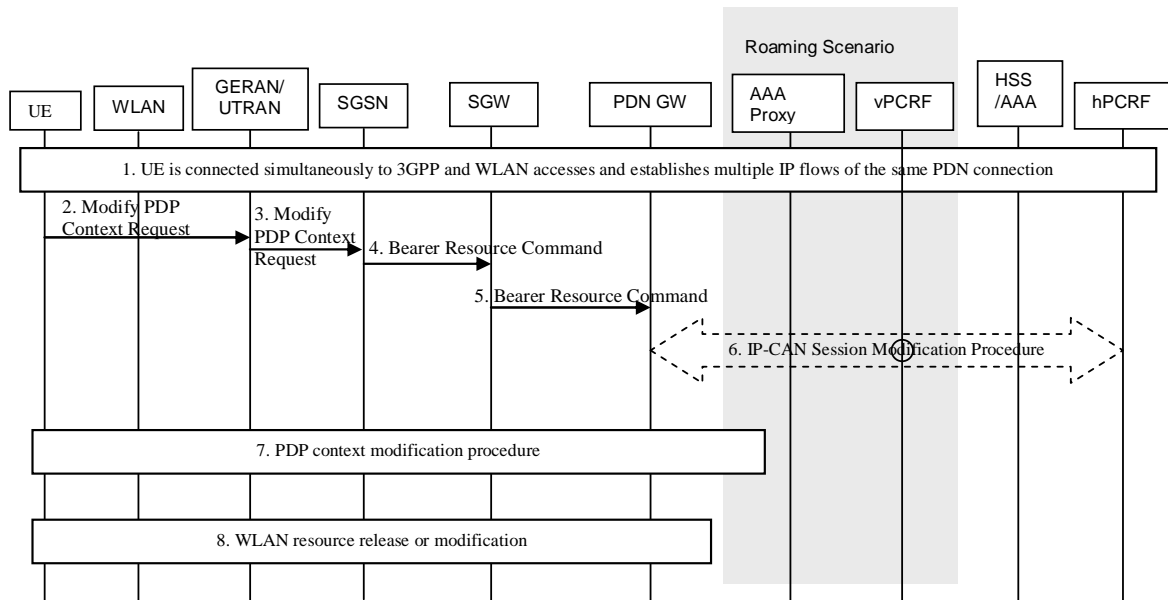 Roaming Scenario
UE
WLAN
GERAN/
UTRAN
SGSN
SGW
PDN GW
AAA
Proxy
vPCRF
HSS
/AAA
hPCRF
1. UE is connected simultaneously to 3GPP and WLAN accesses and establishes multiple IP flows of the same PDN connection
2. Modify PDP
Context Request
3. Modify
PDP Context
Request
4. Bearer Resource Command
5. Bearer Resource Command
6. IP-CAN Session Modification Procedure
7. PDP context modification procedure
8. WLAN resource release or modification